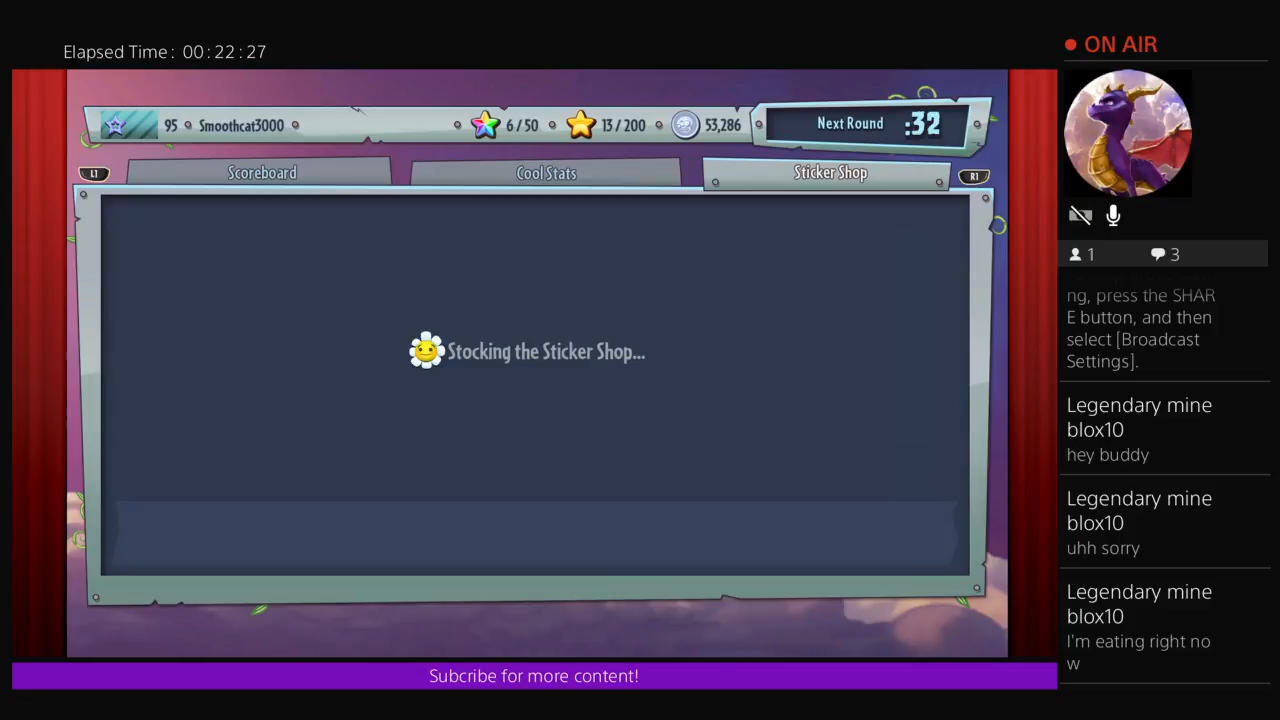 Elapsed Time: 00:22:27
ON AIR
95 Smoothcat3000 6/50 13/200 53,286 Next Round :32
L1 Scoreboard Cool Stats Sticker Shop R1
1 3
ng, press the SHAR
E button, and then
select [Broadcast
Settings].
Stocking the Sticker Shop...
Legendary mine
blox10
hey buddy
Legendary mine
blox10
uhh sorry
Legendary mine
blox10
I'm eating right no
w
Subcribe for more content!